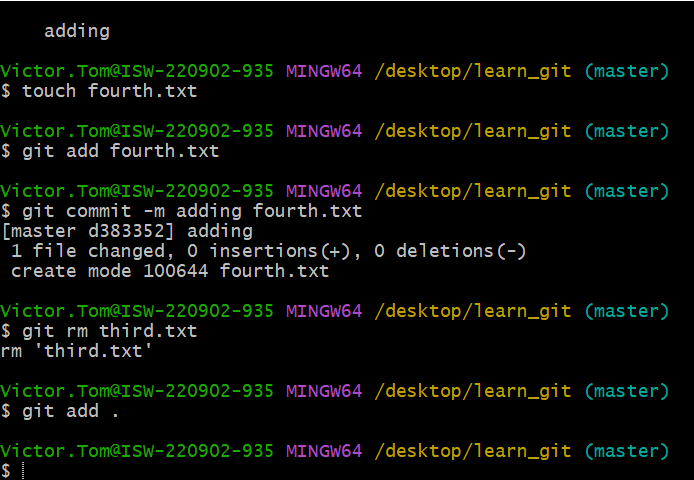 adding
Victor.Tom@ISW-220902-935 MINGW64 /desktop/learn_git (master)
$ touch fourth.txt
Victor.Tom@ISW-220902-935 MINGW64 /desktop/learn_git (master)
$ git add fourth.txt
Victor.Tom@ISW-220902-935 MINGW64 /desktop/learn_git (master)
$ git commit -m adding fourth.txt
[master d383352] adding
 1 file changed, 0 insertions(+), 0 deletions(-)
 create mode 100644 fourth.txt
Victor.Tom@ISW-220902-935 MINGW64 /desktop/learn_git (master)
$ git rm third.txt
rm 'third.txt'
Victor.Tom@ISW-220902-935 MINGW64 /desktop/learn_git (master)
$ git add .
Victor.Tom@ISW-220902-935 MINGW64 /desktop/learn_git (master)
$